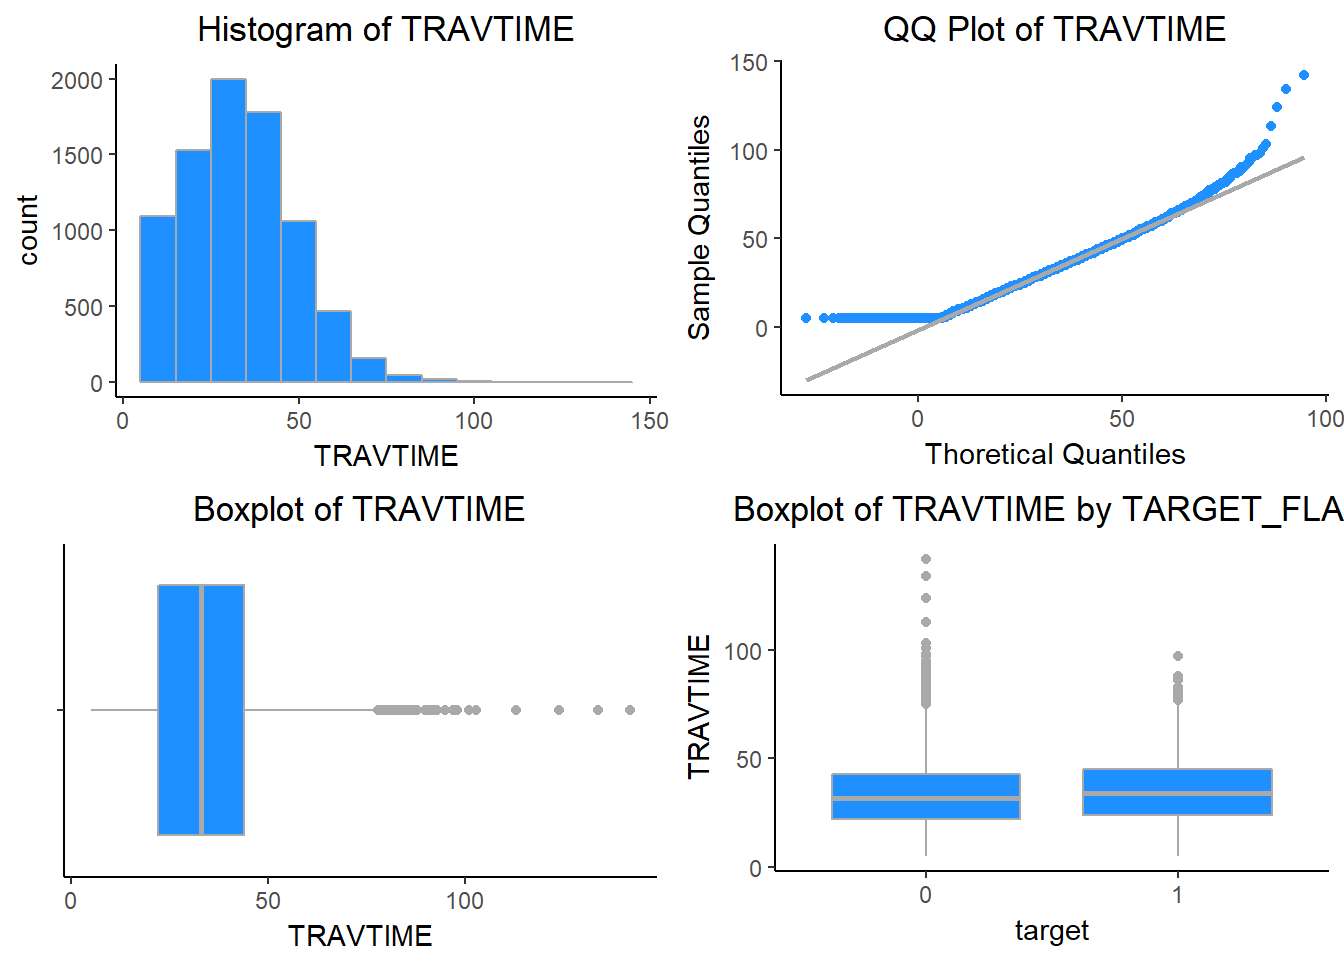 Histogram of TRAVTIME
count
2000
1500
1000
500
0
0 50 100 150
TRAVTIME
QQ Plot of TRAVTIME
Sample Quantiles
150
100
50
0
0 50 100
Thoretical Quantiles
Boxplot of TRAVTIME
0 50 100
TRAVTIME
Boxplot of TRAVTIME by TARGET_FLA
TRAVTIME
100
50
0
0 1
target